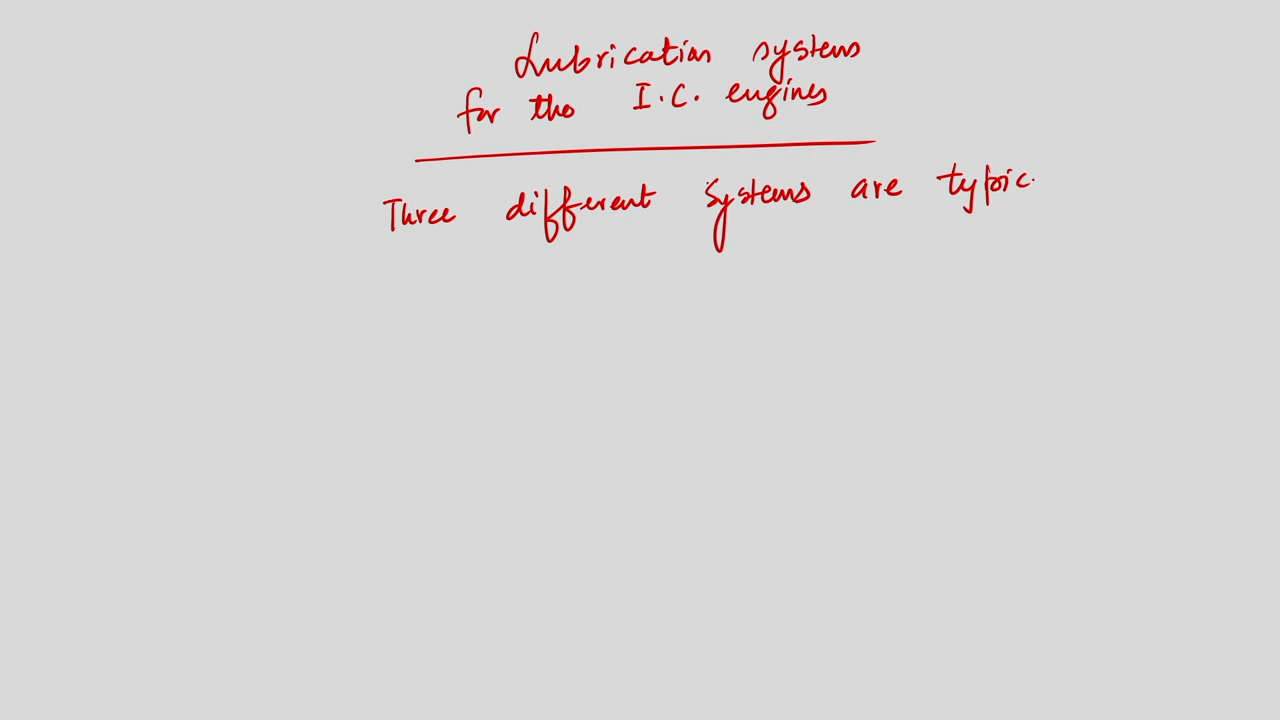 Lubrication systems
for the I.C. engines
Three different systems are typic